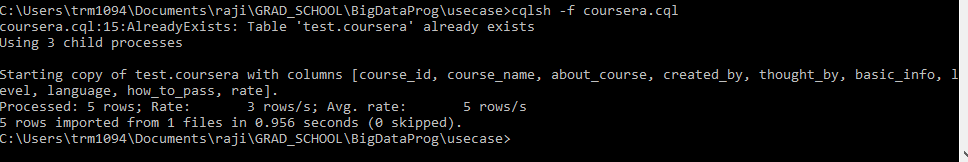 C:\Users\trm1094\Documents\raji\GRAD_SCHOOL\BigDataProg\usecase>cqlsh -f coursera.cql
coursera.cql:15:AlreadyExists: Table 'test.coursera' already exists
Using 3 child processes
Starting copy of test.coursera with columns [course_id, course_name, about_course, created_by, thought_by, basic_info, l
evel, language, how_to_pass, rate].
Processed: 5 rows; Rate:       3 rows/s; Avg. rate:       5 rows/s
5 rows imported from 1 files in 0.956 seconds (0 skipped).
C:\Users\trm1094\Documents\raji\GRAD_SCHOOL\BigDataProg\usecase>